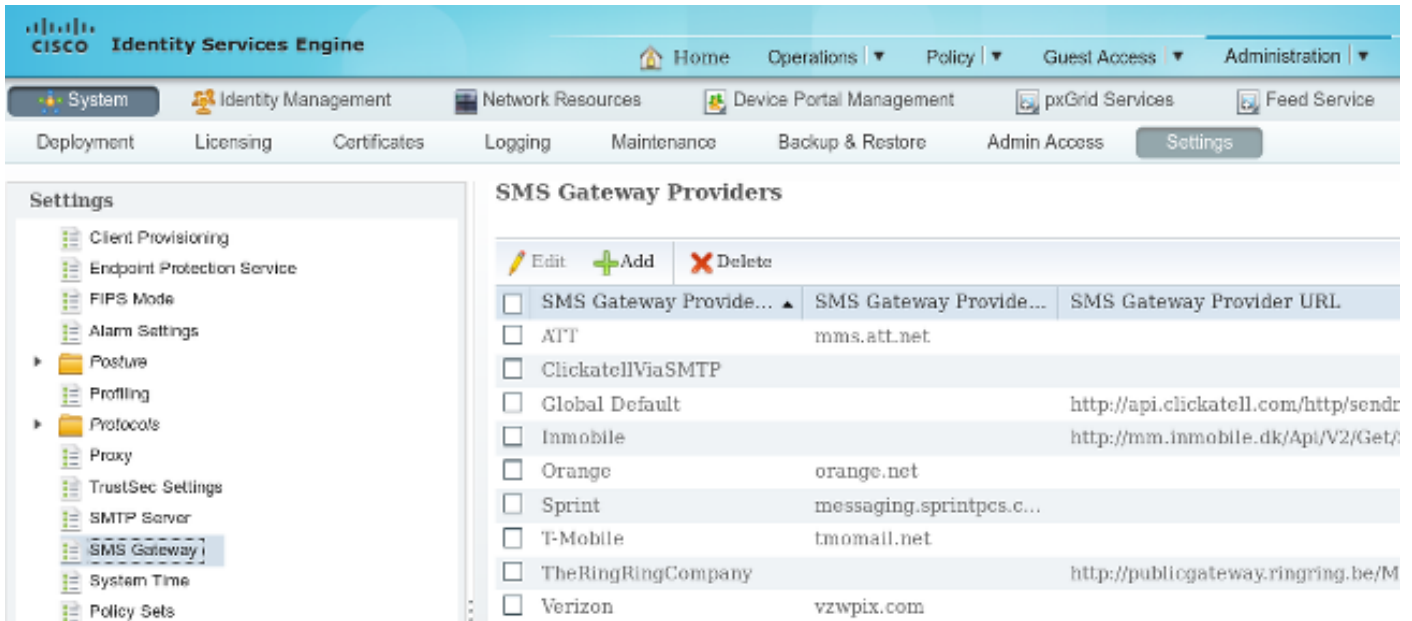 CISCO Identity Services Engine
Home Operations Policy Guest Access Administration
System Identity Management Network Resources Device Portal Management pxGrid Services Feed Service
Deployment Licensing Certificates Logging Maintenance Backup & Restore Admin Access Settings
Settings
Client Provisioning
Endpoint Protection Service
FIPS Mode
Alarm Settings
Posture
Profiling
Protocols
Proxy
TrustSec Settings
SMTP Server
SMS Gateway
System Time
Policy Sets
SMS Gateway Providers
Edit Add Delete
SMS Gateway Provide... SMS Gateway Provide... SMS Gateway Provider URL
ATT mms.att.net
ClickatellViaSMTP
Global Default http://api.clickatell.com/http/sendr
Inmobile http://mm.inmobile.dk/Api/V2/Get/
Orange orange.net
Sprint messaging.sprintpcs.c...
T-Mobile tmomail.net
TheRingRingCompany http://publicgateway.ringring.be/M
Verizon vzwpix.com